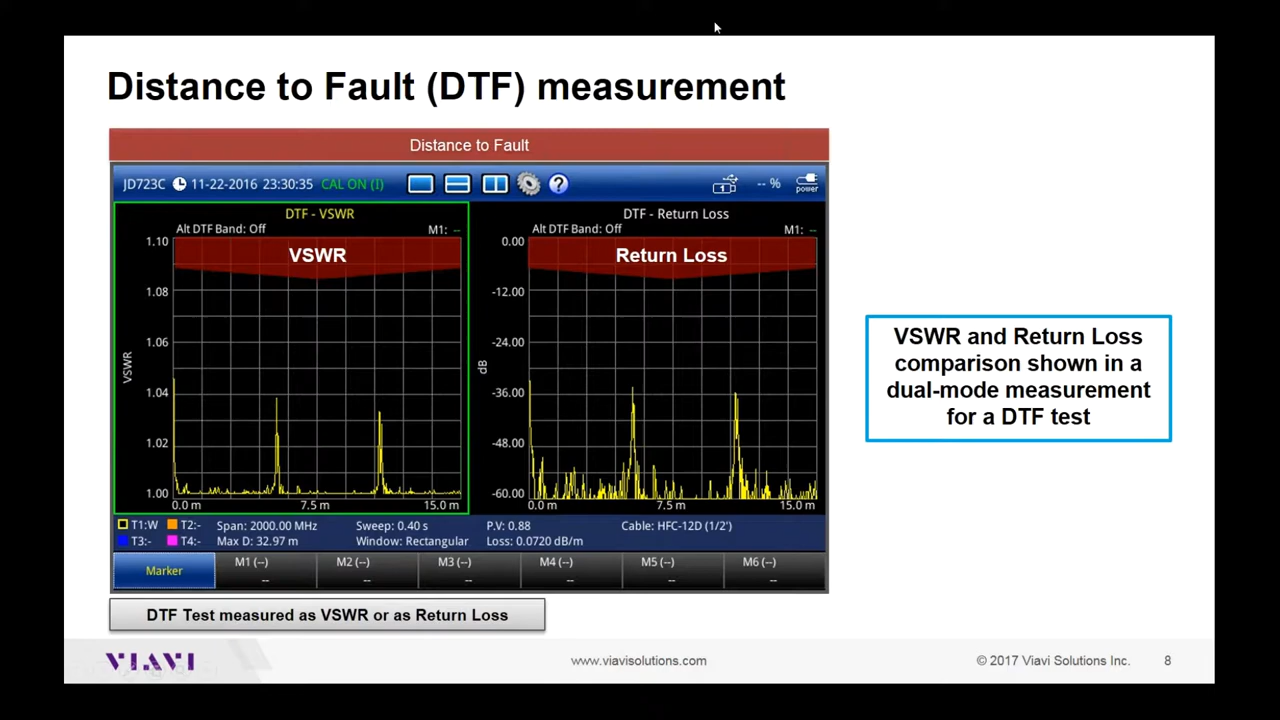 Distance to Fault (DTF) measurement
Distance to Fault
JD723C 11-22-2016 23:30:35 CAL ON (I) 1 -- % power
DTF - VSWR
Alt DTF Band: Off M1: --
VSWR
1.10
1.08
1.06
1.04
1.02
1.00
VSWR
0.0 m 7.5 m 15.0 m
DTF - Return Loss
Alt DTF Band: Off M1: --
Return Loss
0.00
-12.00
-24.00
-36.00
-48.00
-60.00
dB
0.0 m 7.5 m 15.0 m
T1:W T2:- Span: 2000.00 MHz Sweep: 0.40 s P.V: 0.88 Cable: HFC-12D (1/2')
T3:- T4:- Max D: 32.97 m Window: Rectangular Loss: 0.0720 dB/m
Marker M1 (--) M2 (--) M3 (--) M4 (--) M5 (--) M6 (--)
-- -- -- -- -- --
VSWR and Return Loss
comparison shown in a
dual-mode measurement
for a DTF test
DTF Test measured as VSWR or as Return Loss
VIAVI www.viavisolutions.com © 2017 Viavi Solutions Inc. 8